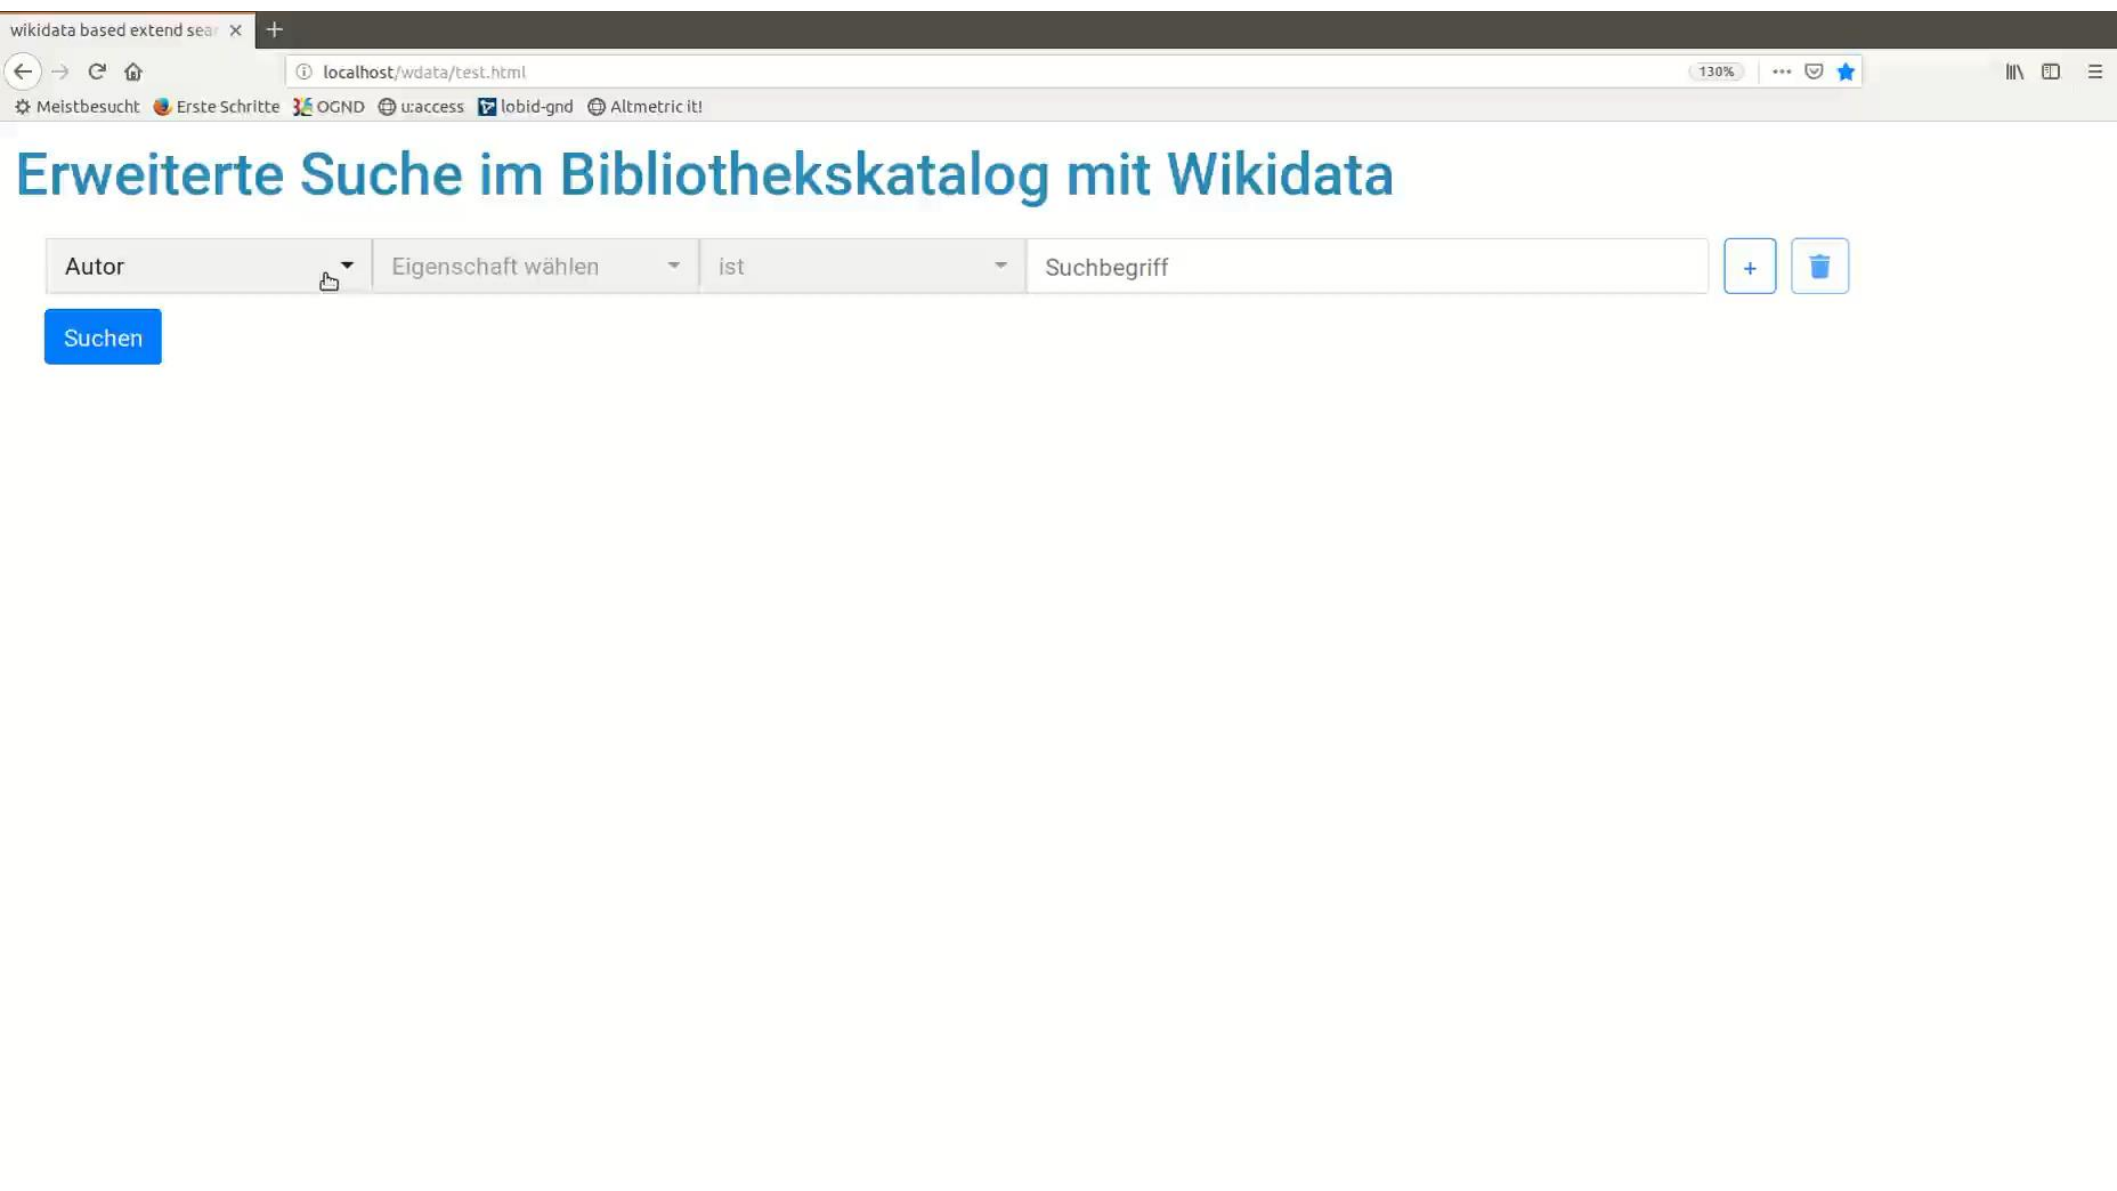 wikidata based extend sea
localhost/wdata/test.html
130%
Meistbesucht Erste Schritte OGND u:access lobid-gnd Altmetric it!
Erweiterte Suche im Bibliothekskatalog mit Wikidata
Autor Eigenschaft wählen ist Suchbegriff +
Suchen